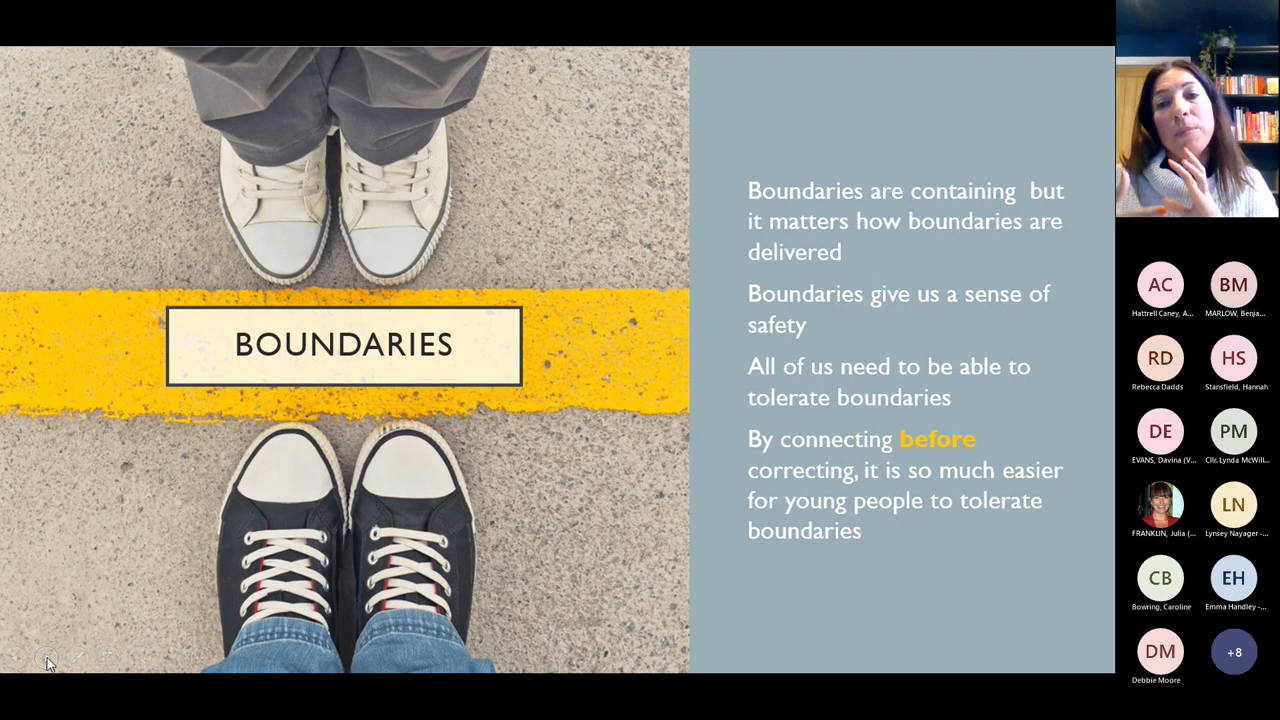 BOUNDARIES
Boundaries are containing  but
it matters how boundaries are
delivered
Boundaries give us a sense of
safety
All of us need to be able to
tolerate boundaries
By connecting before
correcting, it is so much easier
for young people to tolerate
boundaries
AC
BM
Hattrell Caney, A...
MARLOW, Benja...
RD
HS
Rebecca Dadds
Stansfield, Hannah
DE
PM
EVANS, Davina (V...
Cllr. Lynda McWill...
LN
FRANKLIN, Julia (...
Lynsey Nayager -...
CB
EH
Bowring, Caroline
Emma Handley -...
DM
+8
Debbie Moore